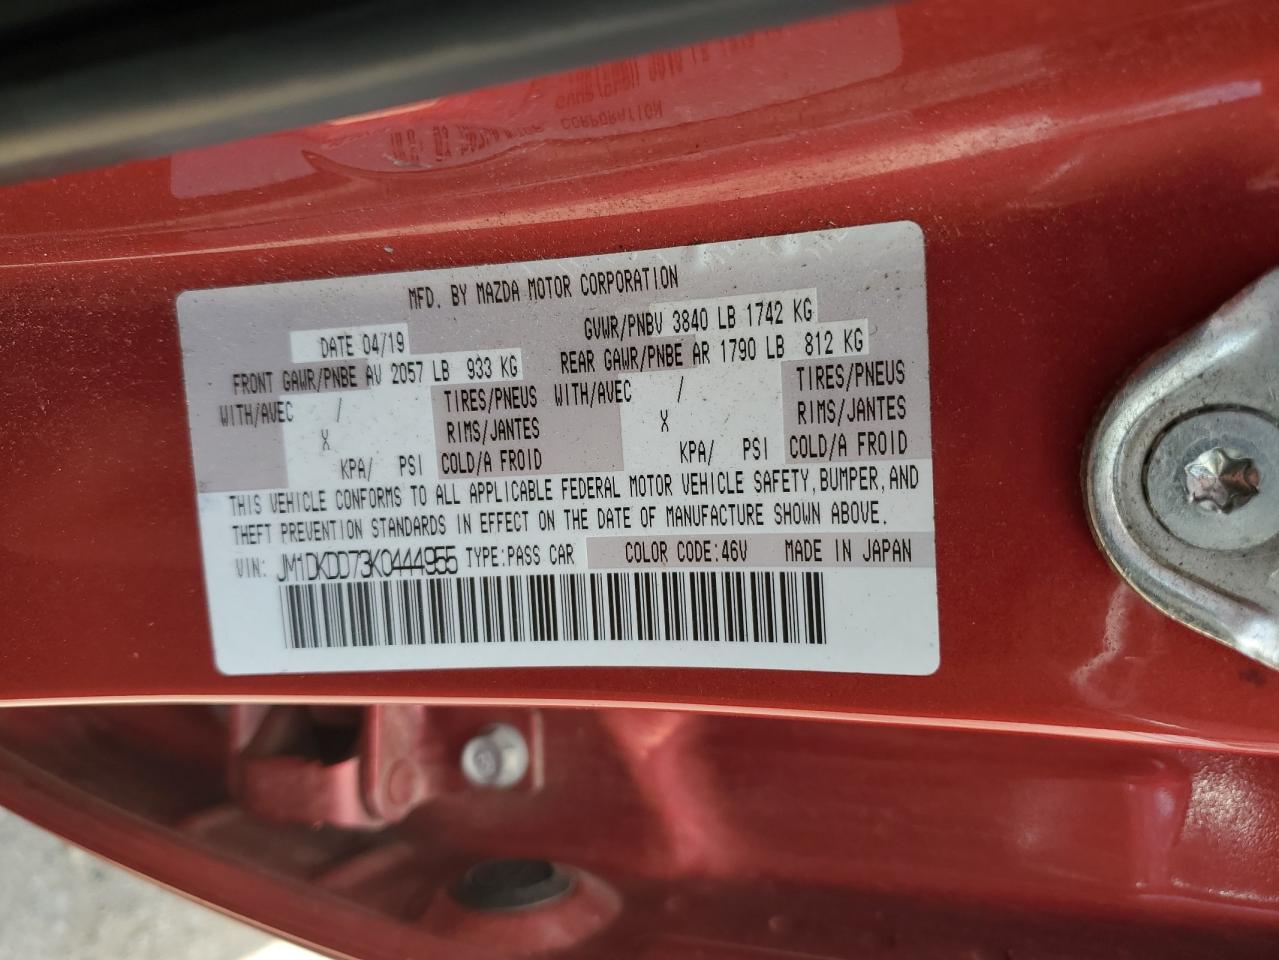 MFD. BY MAZDA MOTOR CORPORATION
DATE 04/19 GVWR/PNBV 3840 LB 1742 KG
FRONT GAWR/PNBE AV 2057 LB 933 KG REAR GAWR/PNBE AR 1790 LB 812 KG
WITH/AVEC / TIRES/PNEUS WITH/AVEC / TIRES/PNEUS
X RIMS/JANTES X RIMS/JANTES
KPA/ PSI COLD/A FROID KPA/ PSI COLD/A FROID
THIS VEHICLE CONFORMS TO ALL APPLICABLE FEDERAL MOTOR VEHICLE SAFETY, BUMPER, AND
THEFT PREVENTION STANDARDS IN EFFECT ON THE DATE OF MANUFACTURE SHOWN ABOVE.
VIN: JM1DKDD73K0444955 TYPE:PASS CAR COLOR CODE:46V MADE IN JAPAN